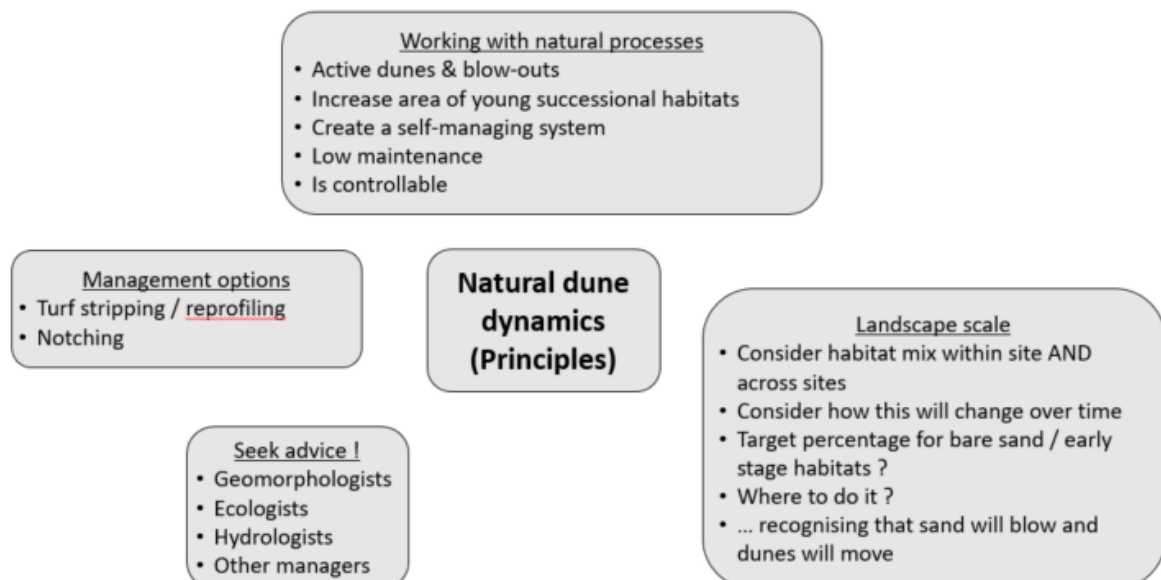 Working with natural processes
• Active dunes & blow-outs
• Increase area of young successional habitats
• Create a self-managing system
• Low maintenance
• Is controllable
Management options
• Turf stripping / reprofiling
• Notching
Natural dune
dynamics
(Principles)
Landscape scale
• Consider habitat mix within site AND
across sites
• Consider how this will change over time
• Target percentage for bare sand / early
stage habitats ?
• Where to do it ?
• ... recognising that sand will blow and
dunes will move
Seek advice !
• Geomorphologists
• Ecologists
• Hydrologists
• Other managers